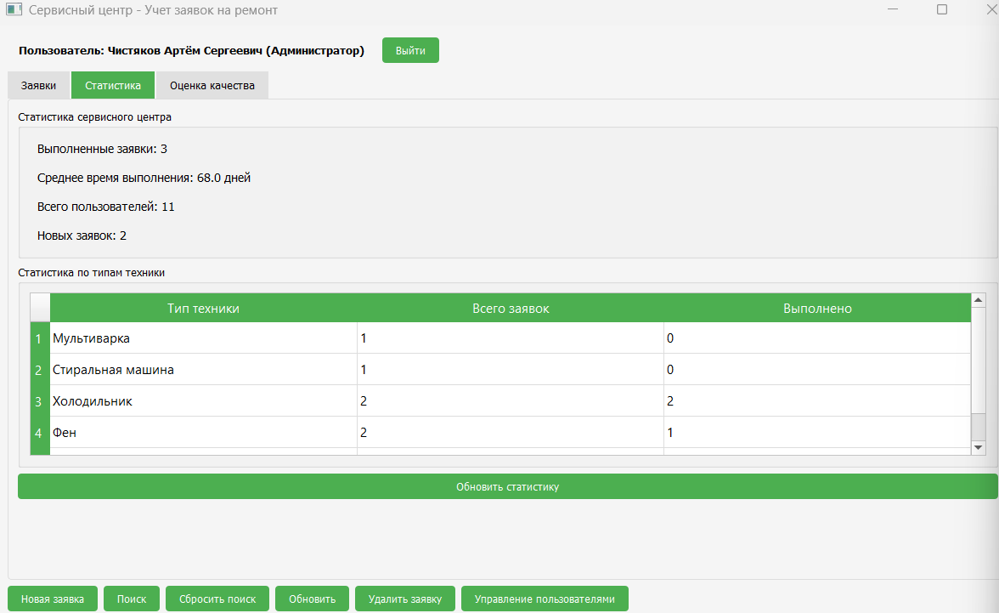 Сервисный центр - Учет заявок на ремонт
Пользователь: Чистяков Артём Сергеевич (Администратор) Выйти
Заявки Статистика Оценка качества
Статистика сервисного центра
Выполненные заявки: 3
Среднее время выполнения: 68.0 дней
Всего пользователей: 11
Новых заявок: 2
Статистика по типам техники
Тип техники Всего заявок Выполнено
1 Мультиварка 1 0
2 Стиральная машина 1 0
3 Холодильник 2 2
4 Фен 2 1
Обновить статистику
Новая заявка Поиск Сбросить поиск Обновить Удалить заявку Управление пользователями